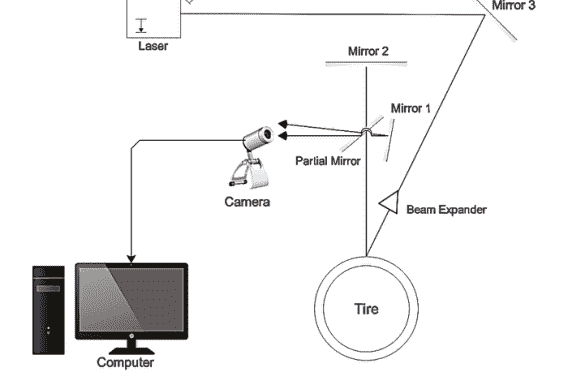 Mirror 3
Laser
Mirror 2
Mirror 1
Partial Mirror
Camera
Beam Expander
Tire
Computer